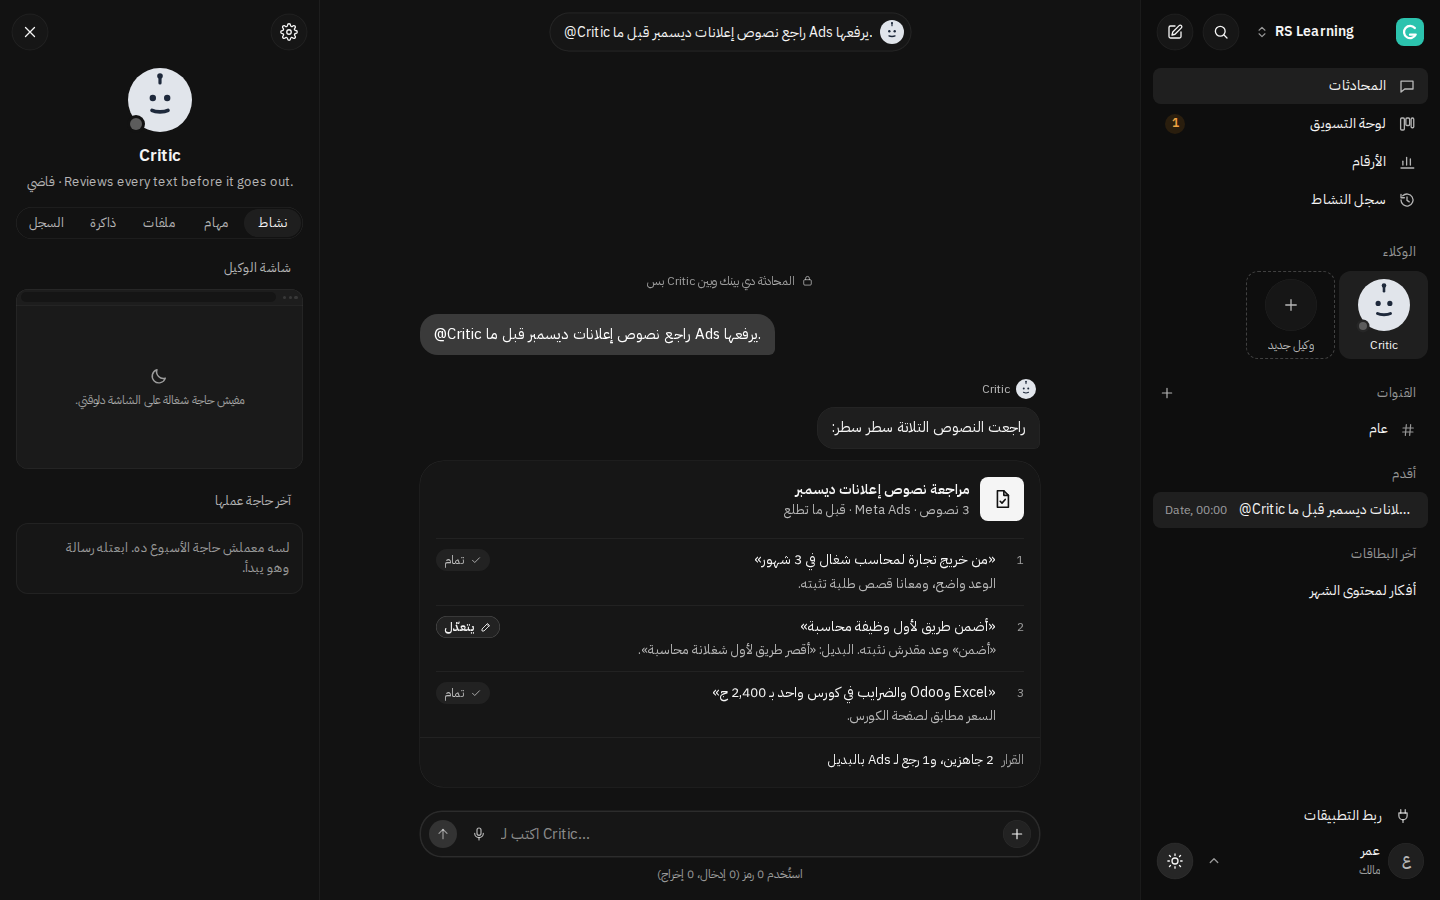 RS Learning
المحادثات
لوحة التسويق
1
الأرقام
سجل النشاط
الوكلاء
Critic
وكيل جديد
القنوات
عام
أقدم
@Critic لانات ديسمبر قبل ما...
Date, 00:00
آخر البطاقات
أفكار لمحتوى الشهر
ربط التطبيقات
ع
عمر
مالك
@Critic راجع نصوص إعلانات ديسمبر قبل ما Ads يرفعها.
المحادثة دي بينك وبين Critic بس
@Critic راجع نصوص إعلانات ديسمبر قبل ما Ads يرفعها.
Critic
راجعت النصوص التلاتة سطر سطر:
مراجعة نصوص إعلانات ديسمبر
3 نصوص · Meta Ads · قبل ما تطلع
1
«من خريج تجارة لمحاسب شغال في 3 شهور»
تمام
الوعد واضح، ومعانا قصص طلبة تثبته.
2
«أضمن طريق لأول وظيفة محاسبة»
يتعدّل
«أضمن» وعد مقدرش نثبته. البديل: «أقصر طريق لأول شغلانة محاسبة».
3
«Excel وOdoo والضرايب في كورس واحد بـ 2,400 ج»
تمام
السعر مطابق لصفحة الكورس.
القرار 2 جاهزين، و1 رجع لـ Ads بالبديل
اكتب لـ Critic...
استُخدم 0 رمز (0 إدخال، 0 إخراج)
Critic
فاضي · Reviews every text before it goes out.
نشاط
مهام
ملفات
ذاكرة
السجل
شاشة الوكيل
مفيش حاجة شغالة على الشاشة دلوقتي.
آخر حاجة عملها
لسه معملش حاجة الأسبوع ده. ابعتله رسالة
وهو يبدأ.